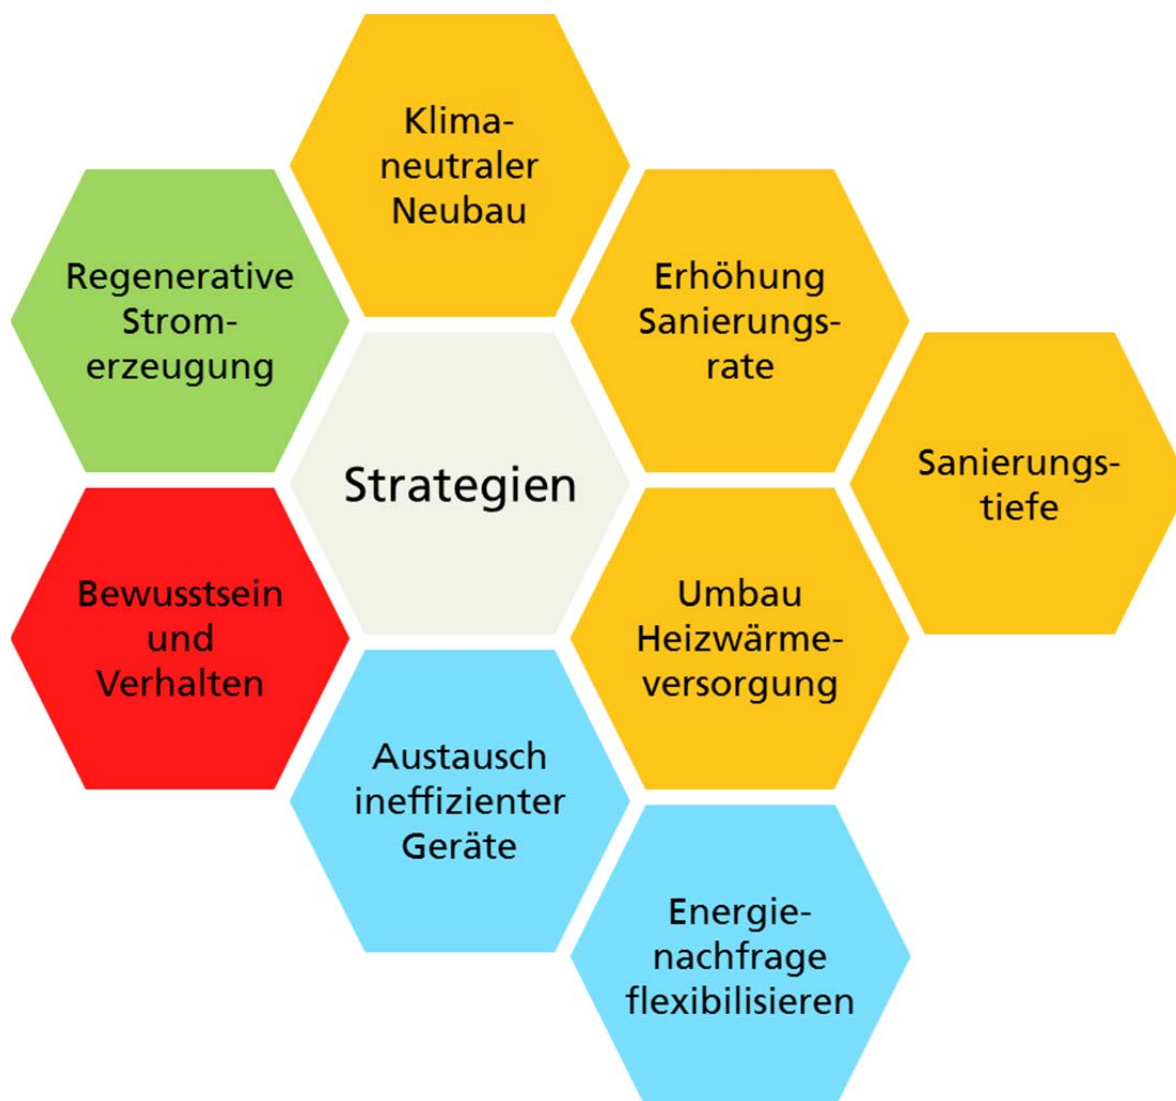 Klima-
neutraler
Neubau
Regenerative
Strom-
erzeugung
Erhöhung
Sanierungs-
rate
Strategien
Sanierungs-
tiefe
Bewusstsein
und
Verhalten
Umbau
Heizwärme-
versorgung
Austausch
ineffizienter
Geräte
Energie-
nachfrage
flexibilisieren